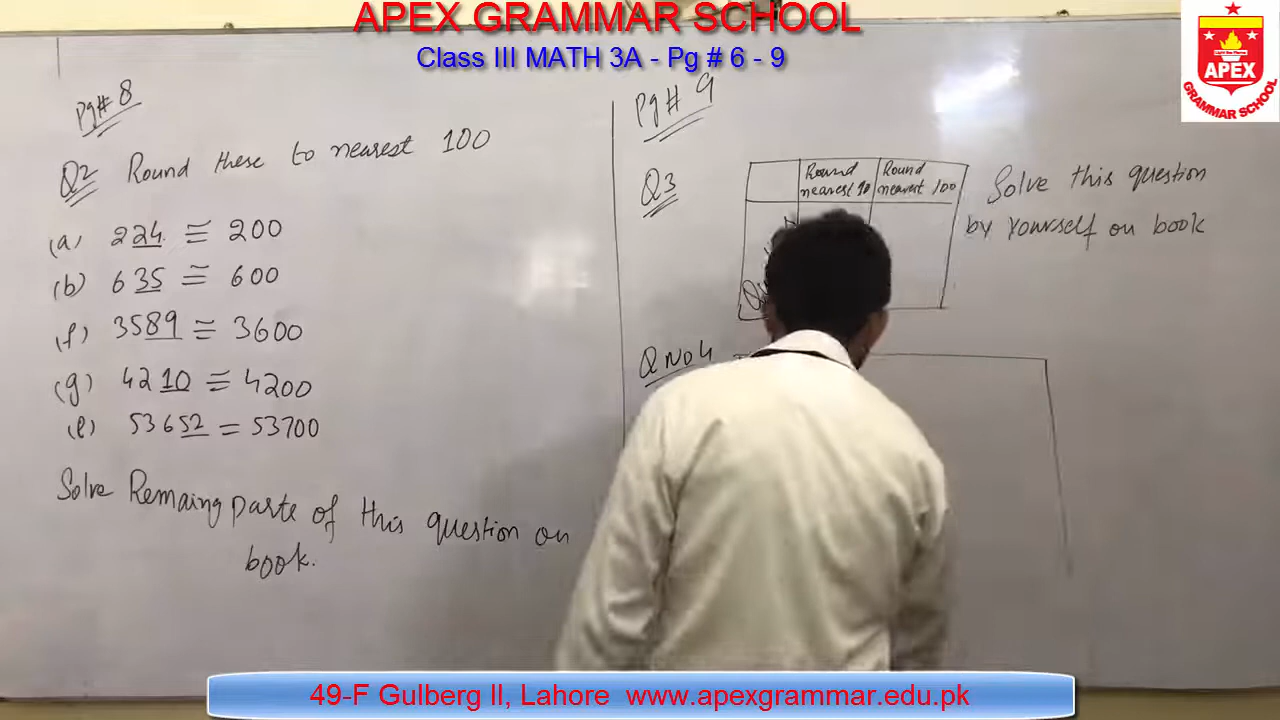 APEX GRAMMAR SCHOOL
Class III MATH 3A - Pg # 6 - 9
APEX
GRAMMAR SCHOOL
Pg# 8
Q2 Round these to nearest 100
(a) 224 ≅ 200
(b) 635 ≅ 600
(f) 3589 ≅ 3600
(g) 4210 ≅ 4200
(e) 53652 = 53700
Solve Remaing parts of this question on
book.
Pg# 9
Q3
Round nearest 10
Round nearest 100
Solve this question
by Yourself on book
Q No 4
49-F Gulberg II, Lahore www.apexgrammar.edu.pk